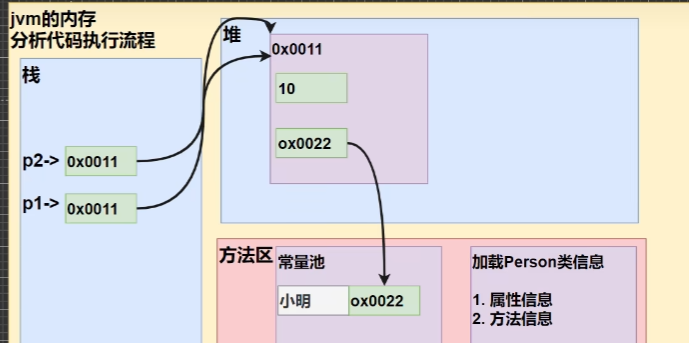 jvm的内存
分析代码执行流程
栈
p2-> 0x0011
p1-> 0x0011
堆
0x0011
10
ox0022
方法区
常量池
小明 ox0022
加载Person类信息
1. 属性信息
2. 方法信息